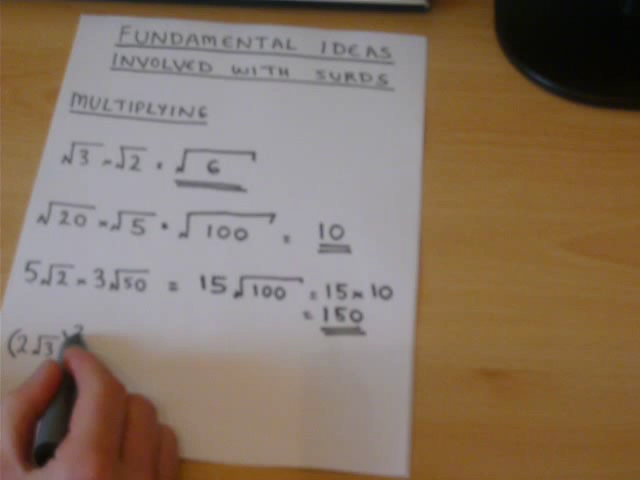 FUNDAMENTAL IDEAS
INVOLVED WITH SURDS
MULTIPLYING
√3 × √2 = √6
√20 × √5 = √100 = 10
5√2 × 3√50 = 15√100 = 15 × 10
= 150
(2√3)²